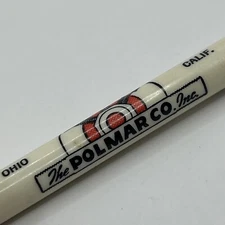 OHIO
CALIF.
The POLMAR CO. Inc.